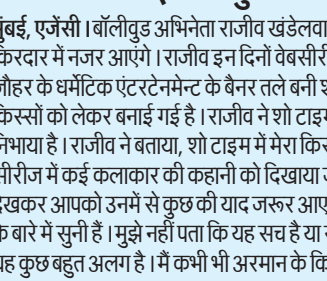 मुंबई, एजेंसी । बॉलीवुड अभिनेता राजीव खंडेलवा
किरदार में नजर आएंगे । राजीव इन दिनों वेबसीरी
जौहर के धर्मेटिक एंटरटेनमेन्ट के बैनर तले बनी श
किस्सों को लेकर बनाई गई है । राजीव ने शो टाइम
निभाया है । राजीव ने बताया, शो टाइम में मेरा किर
सीरीज में कई कलाकार की कहानी को दिखाया ज
देखकर आपको उनमें से कुछ की याद जरूर आए
के बारे में सुनी हैं । मुझे नहीं पता कि यह सच है या न
यह कुछ बहुत अलग है । मैं कभी भी अरमान के कि